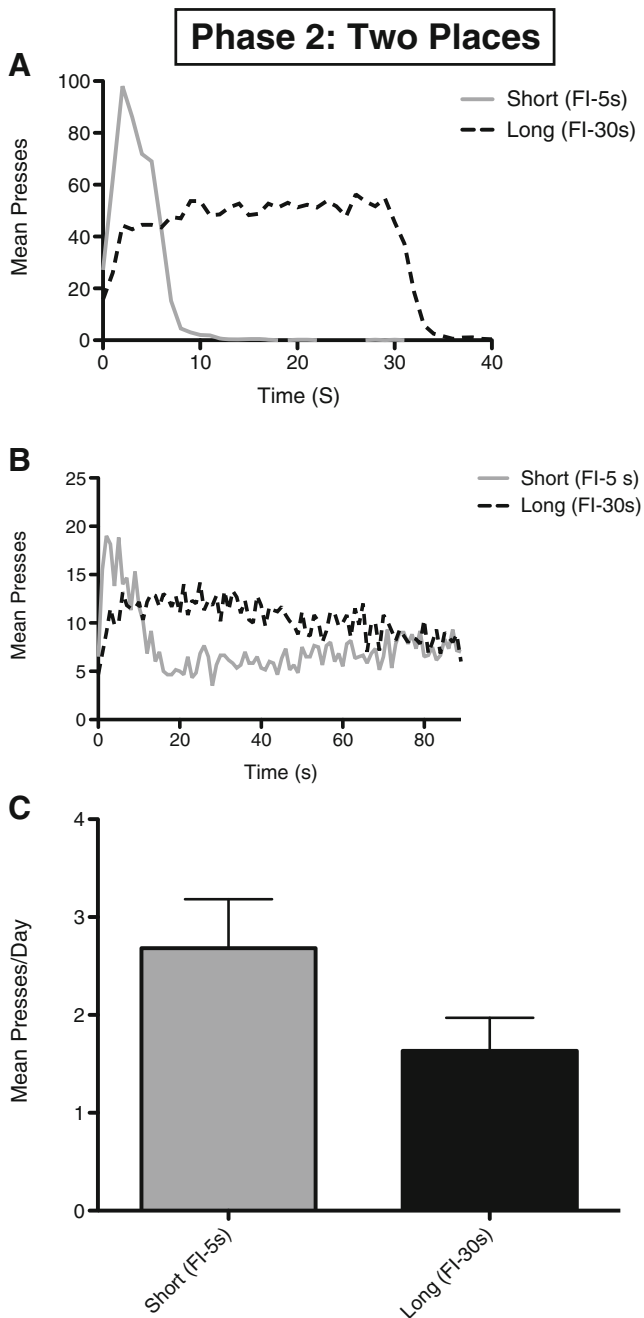 Phase 2: Two Places
A
Mean Presses
100
80
60
40
20
0
0 10 20 30 40
Time (S)
Short (FI-5s)
Long (FI-30s)
B
Mean Presses
25
20
15
10
5
0
0 20 40 60 80
Time (s)
Short (FI-5 s)
Long (FI-30s)
C
Mean Presses/Day
4
3
2
1
0
Short (FI-5s)
Long (FI-30s)